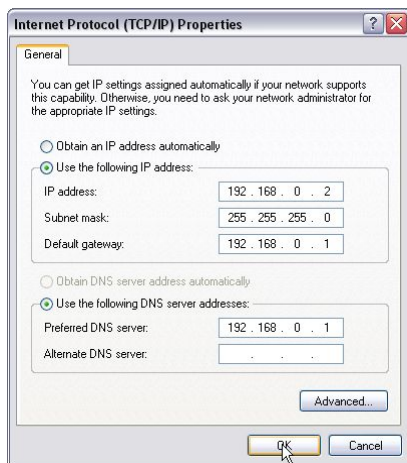 Internet Protocol (TCP/IP) Properties
General
You can get IP settings assigned automatically if your network supports
this capability. Otherwise, you need to ask your network administrator for
the appropriate IP settings.
Obtain an IP address automatically
Use the following IP address:
IP address: 192 . 168 . 0 . 2
Subnet mask: 255 . 255 . 255 . 0
Default gateway: 192 . 168 . 0 . 1
Obtain DNS server address automatically
Use the following DNS server addresses:
Preferred DNS server: 192 . 168 . 0 . 1
Alternate DNS server: . . .
Advanced...
OK Cancel